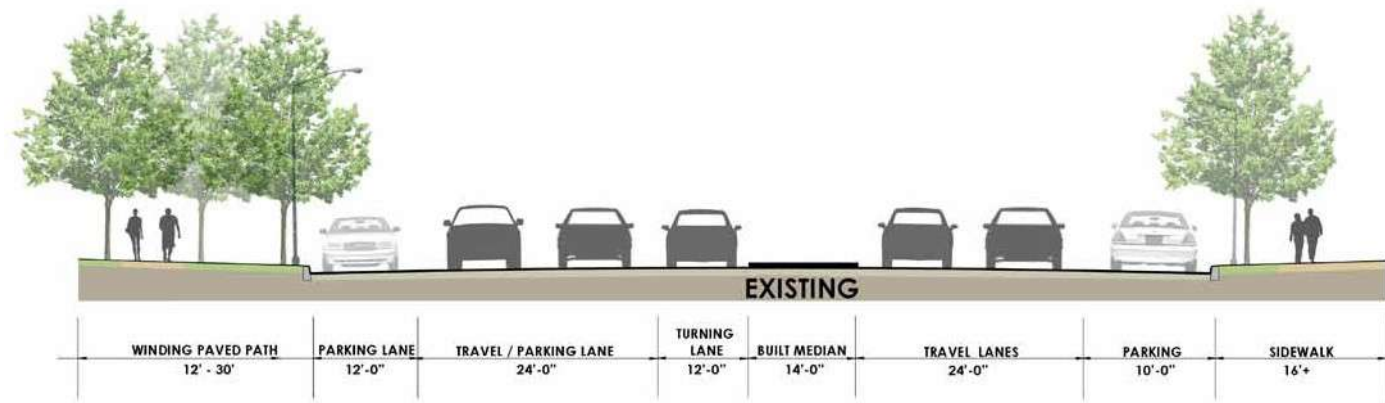 EXISTING
WINDING PAVED PATH
12' - 30'
PARKING LANE
12'-0"
TRAVEL / PARKING LANE
24'-0"
TURNING
LANE
12'-0"
BUILT MEDIAN
14'-0"
TRAVEL LANES
24'-0"
PARKING
10'-0"
SIDEWALK
16'+